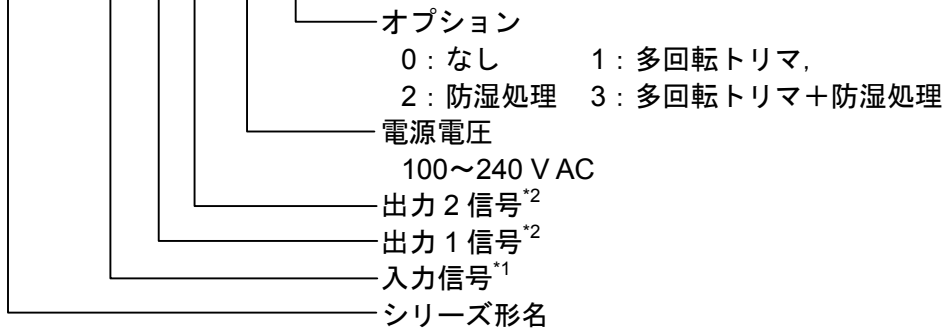 オプション
0：なし　　　1：多回転トリマ,
2：防湿処理　3：多回転トリマ＋防湿処理
電源電圧
100～240 V AC
出力 2 信号*2
出力 1 信号*2
入力信号*1
シリーズ形名